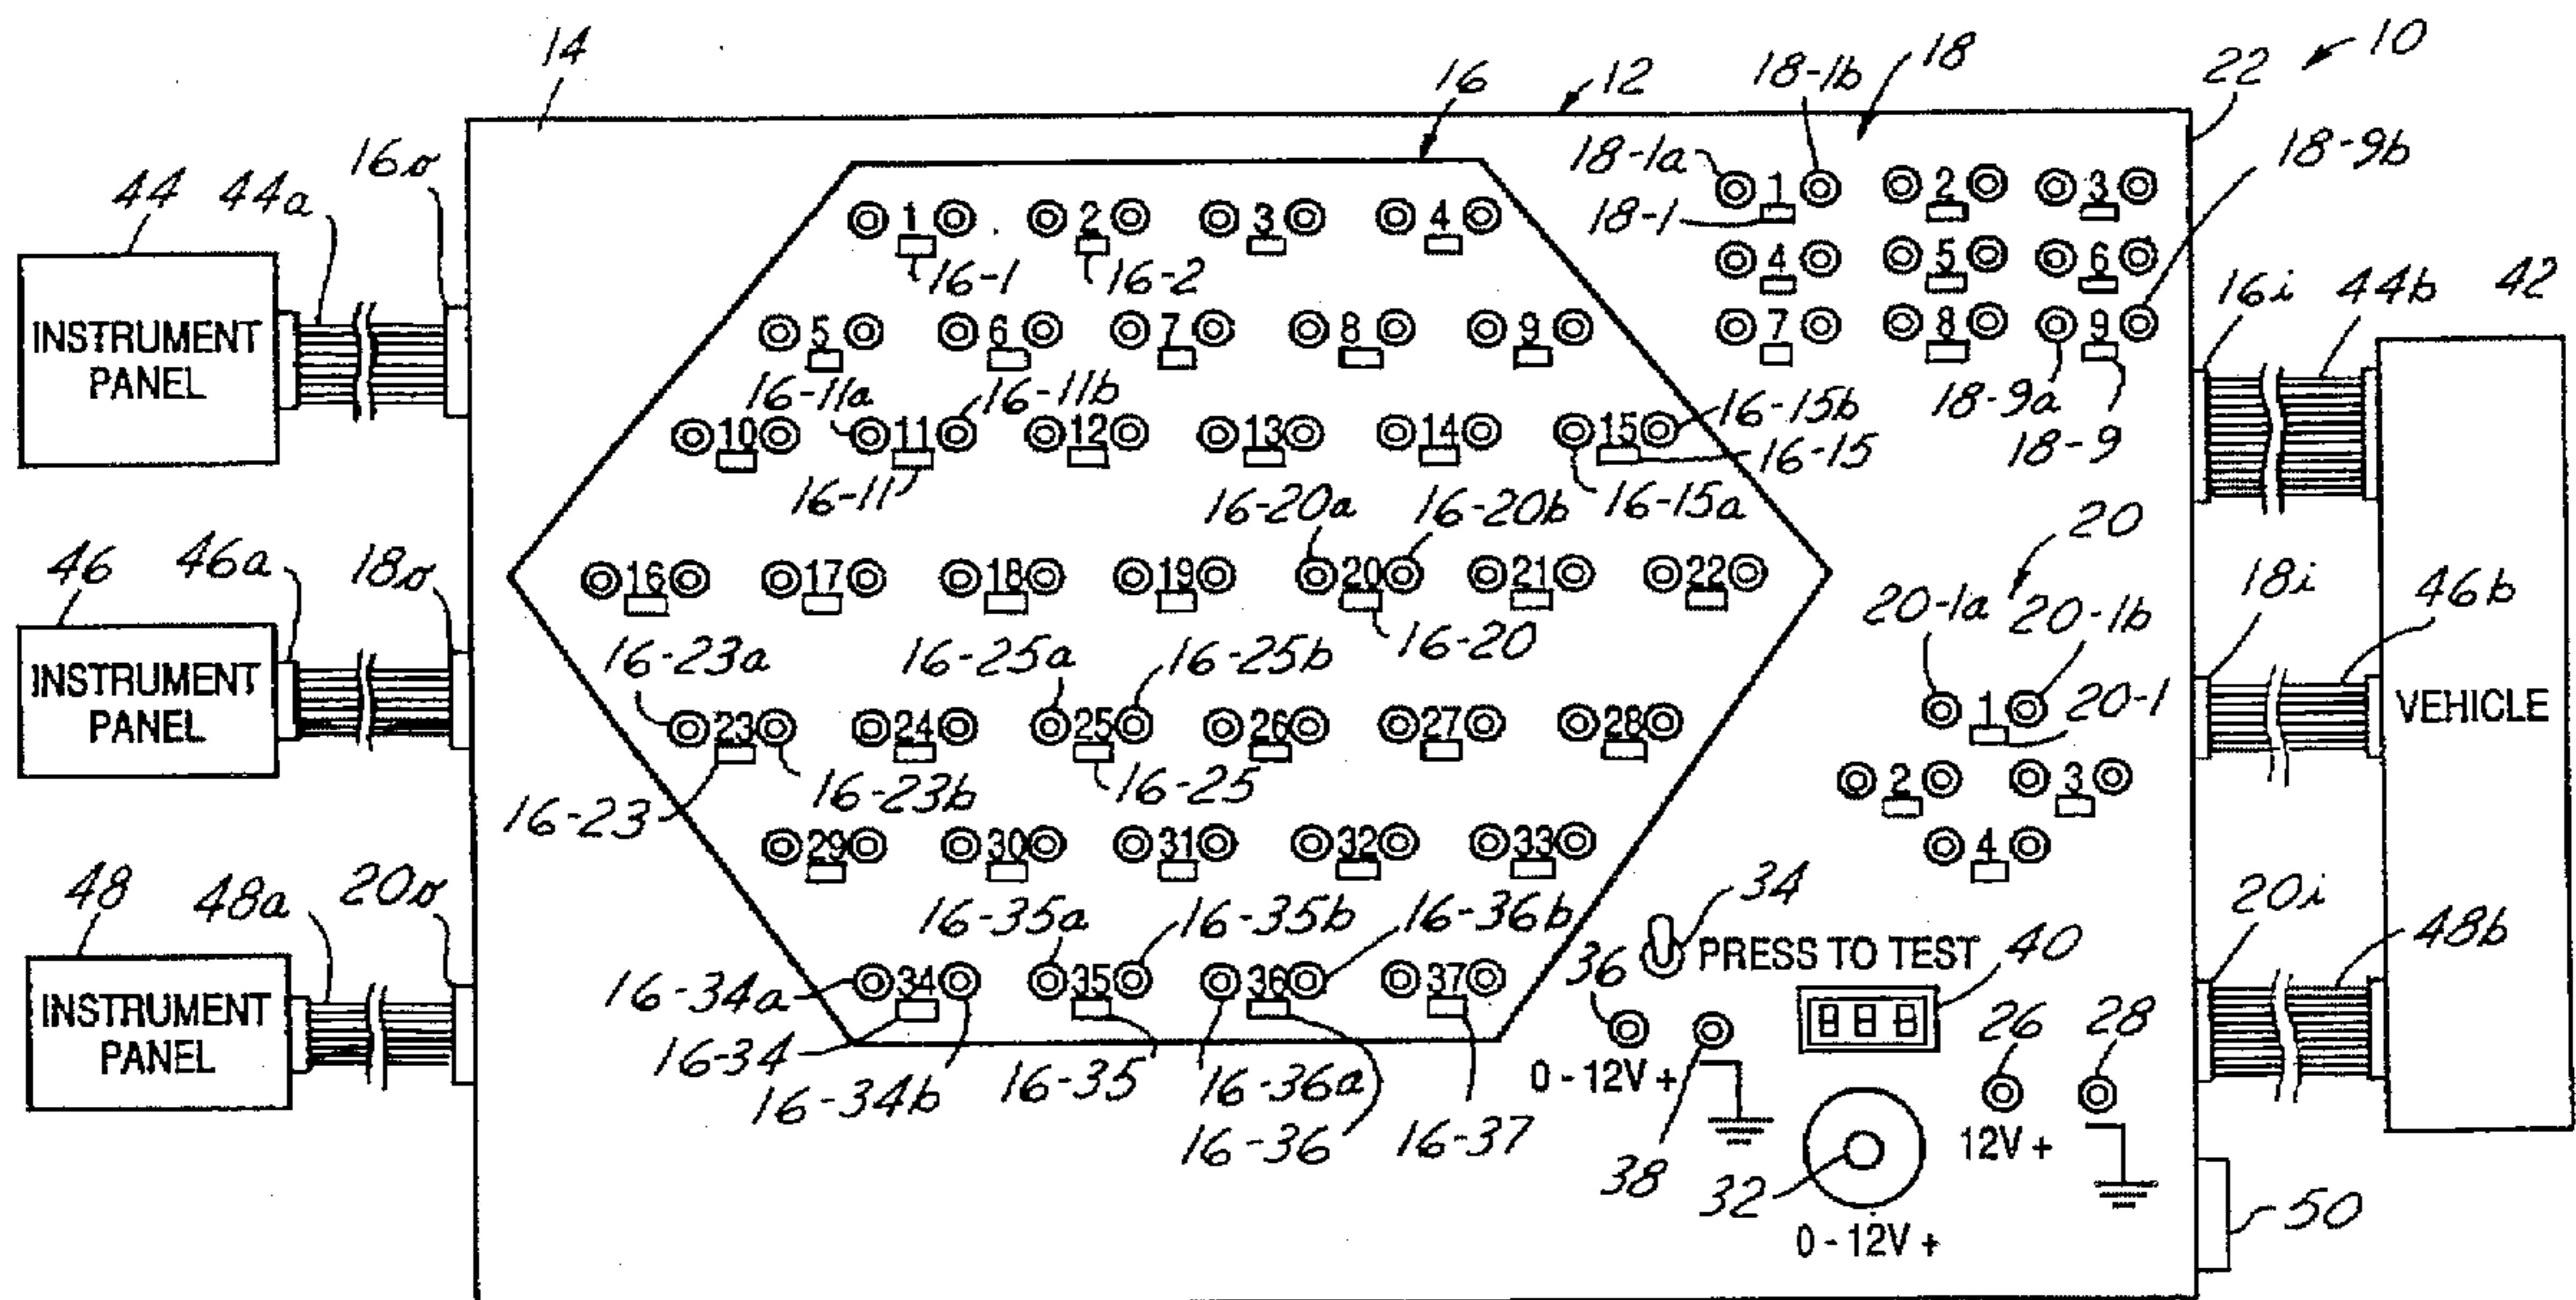 14
16
12
18-1b
18
22
10
44
44a
16o
18-1a
18-9b
1 2 3 4
1 2 3
18-1
16-1
16-2
4 5 6
16i
44b
42
INSTRUMENT
PANEL
5 6 7 8 9
7 8 9
16-11a
16-11b
18-9a
18-9
10 11 12 13 14 15
16-15b
16-11
16-15
16-15a
16-20a
16-20b
20
46
46a
18o
16 17 18 19 20 21 22
18i
46b
20-1a
20-1b
16-20
16-23a
16-25a
16-25b
INSTRUMENT
PANEL
23 24 25 26 27 28
1
20-1
VEHICLE
16-23
16-23b
16-25
2 3
29 30 31 32 33
4
48
48a
20o
16-35a
16-35b
16-36b
34
20i
48b
36
PRESS TO TEST
40
16-34a
34 35 36 37
INSTRUMENT
PANEL
8 8 8
26
28
16-34
16-34b
16-35
16-36a
16-36
16-37
0 - 12V +
38
32
12V +
0 - 12V +
50